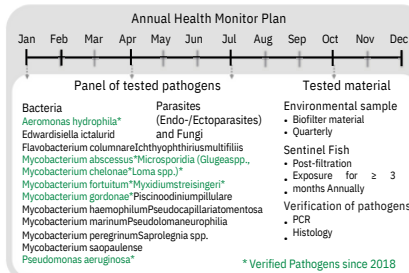 Annual Health Monitor Plan
Jan Feb Mar Apr May Jun Jul Aug Sep Oct Nov Dec
Panel of tested pathogens
Bacteria
Aeromonas hydrophila*
Edwardisiella ictalurid
Parasites
(Endo-/Ectoparasites)
and Fungi
Flavobacterium columnareIchthyophthiriusmultifiliis
Mycobacterium abscessus*Microsporidia (Glugeaspp.,
Mycobacterium chelonae*Loma spp.)*
Mycobacterium fortuitum*Myxidiumstreisingeri*
Mycobacterium gordonae*Piscinoodiniumpillulare
Mycobacterium haemophilumPseudocapillariatomentosa
Mycobacterium marinumPseudolomaneurophilia
Mycobacterium peregrinumSaprolegnia spp.
Mycobacterium saopaulense
Pseudomonas aeruginosa*
Tested material
Environmental sample
• Biofilter material
• Quarterly
Sentinel Fish
• Post-filtration
• Exposure for ≥ 3
• months Annually
Verification of pathogens
• PCR
• Histology
* Verified Pathogens since 2018